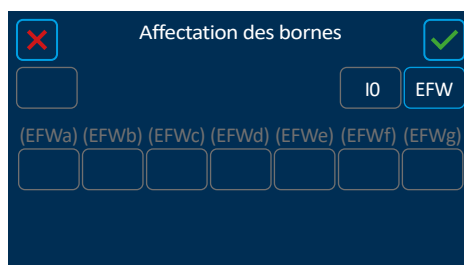 Affectation des bornes
I0 EFW
(EFWa) (EFWb) (EFWc) (EFWd) (EFWe) (EFWf) (EFWg)